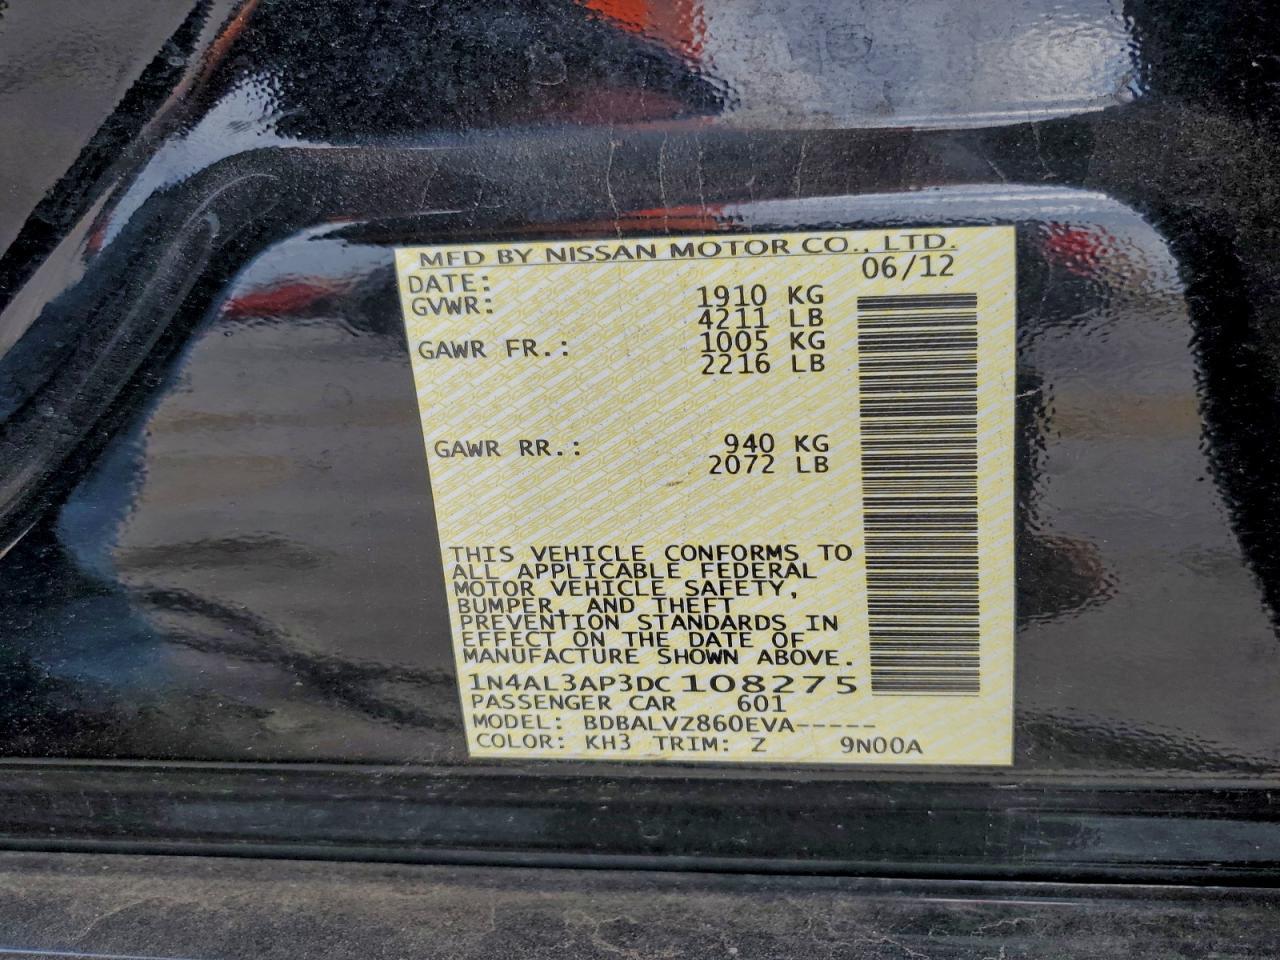 MFD BY NISSAN MOTOR CO., LTD.
DATE: 06/12
GVWR: 1910 KG
4211 LB
GAWR FR.: 1005 KG
2216 LB
GAWR RR.: 940 KG
2072 LB
THIS VEHICLE CONFORMS TO
ALL APPLICABLE FEDERAL
MOTOR VEHICLE SAFETY,
BUMPER, AND THEFT
PREVENTION STANDARDS IN
EFFECT ON THE DATE OF
MANUFACTURE SHOWN ABOVE.
1N4AL3AP3DC108275
PASSENGER CAR 601
MODEL: BDBALVZ860EVA-----
COLOR: KH3 TRIM: Z 9N00A